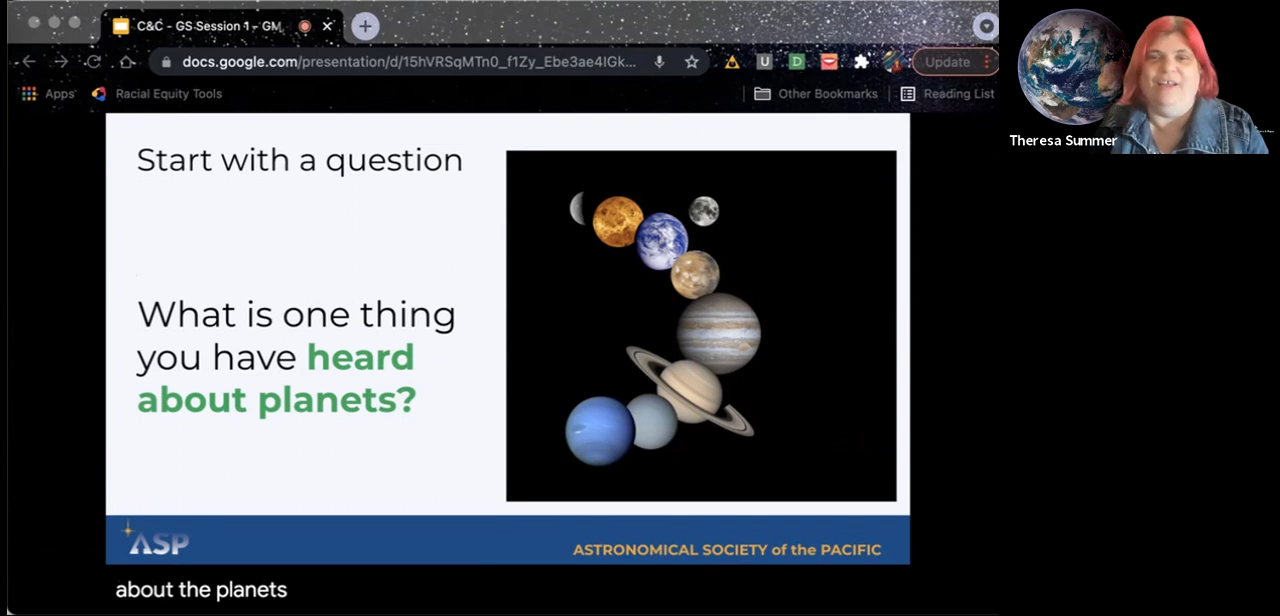 C&C - GS Session 1 - GM
docs.google.com/presentation/d/15hVRSqMTn0_f1Zy_Ebe3ae4IGk...
U
D
Update
Apps
Racial Equity Tools
Other Bookmarks
Reading List
Theresa Summer
Start with a question
What is one thing
you have heard
about planets?
ASP
ASTRONOMICAL SOCIETY of the PACIFIC
about the planets